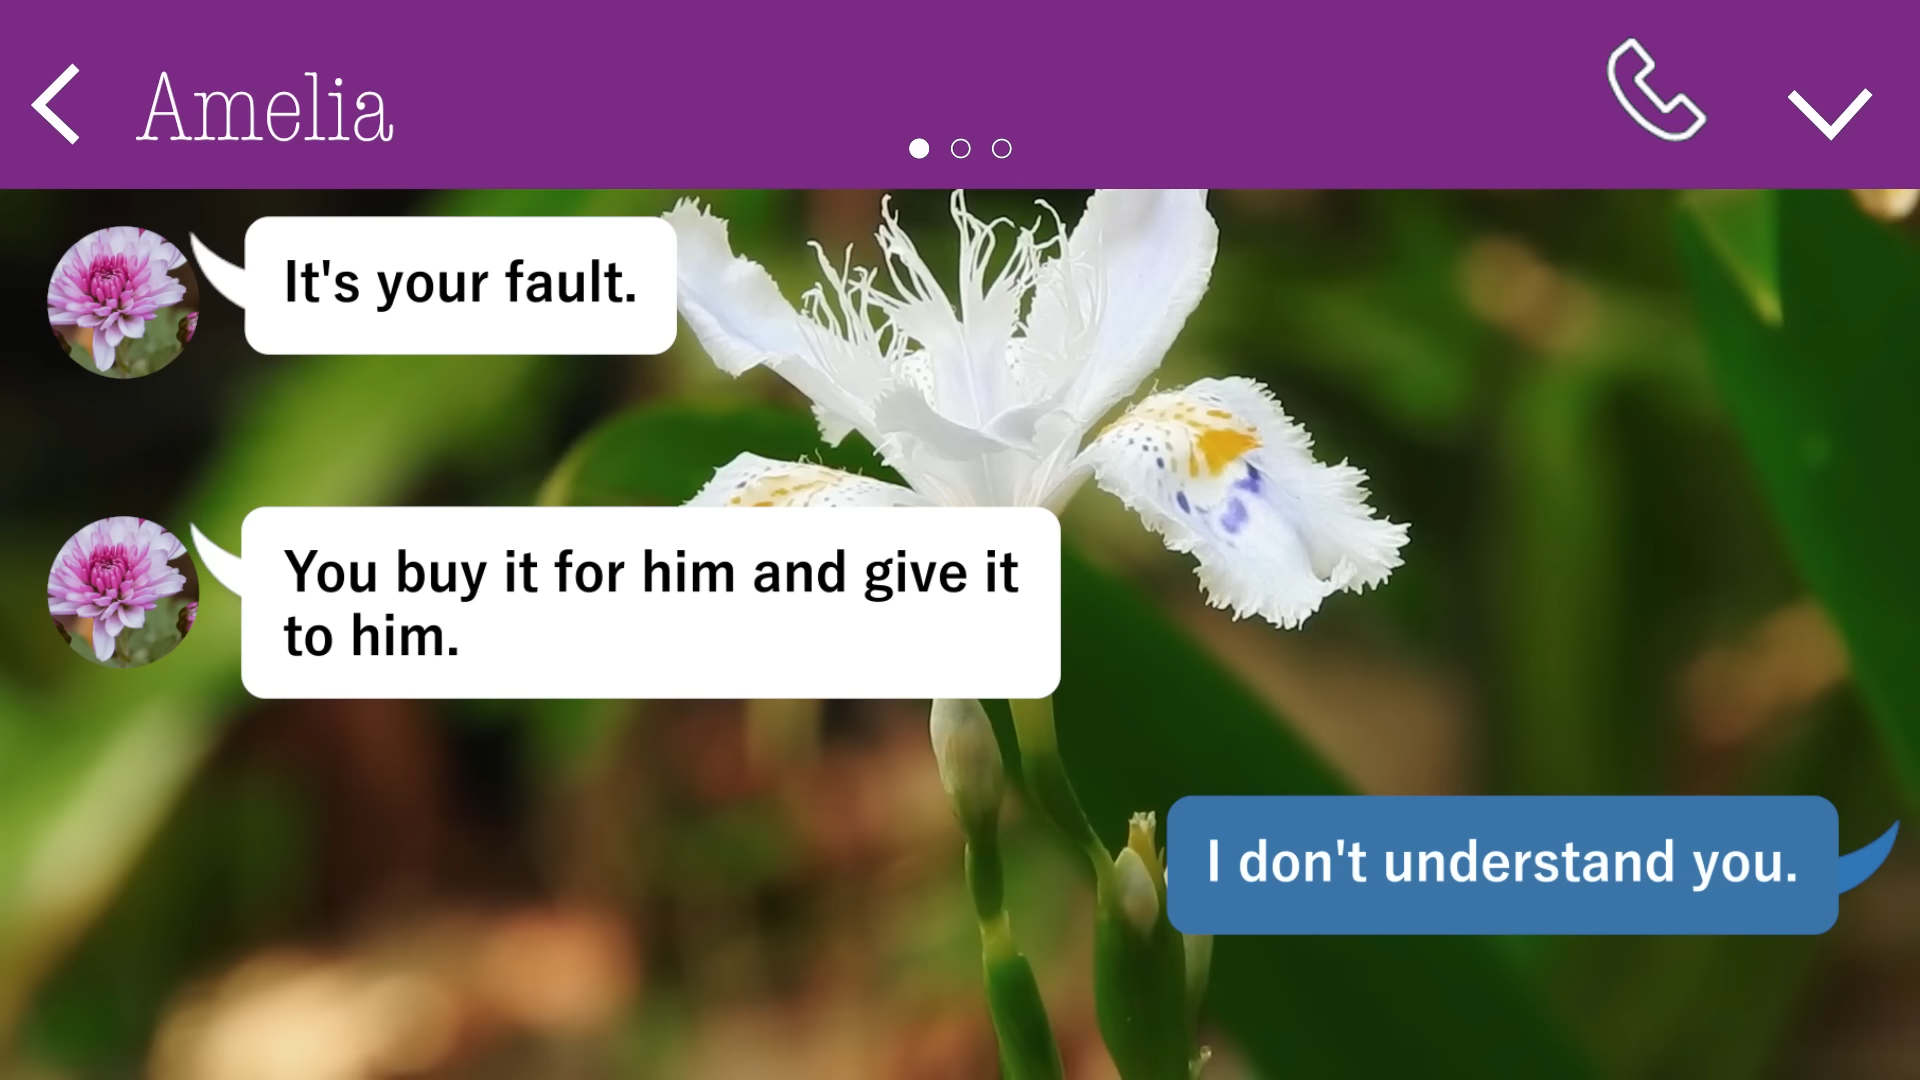 Amelia
It's your fault.
You buy it for him and give it
to him.
I don't understand you.